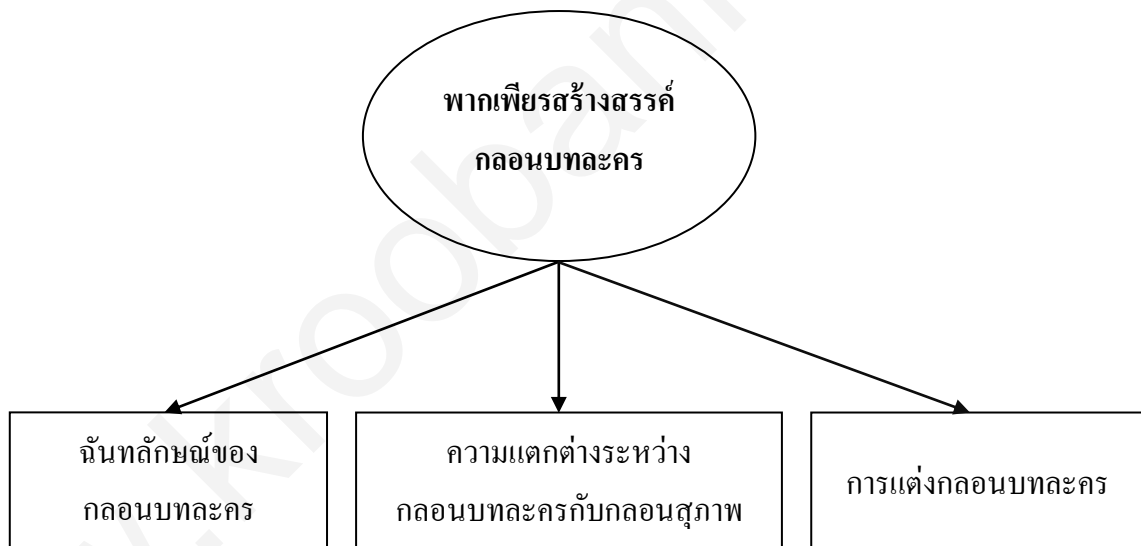 พากเพียรสร้างสรรค์
กลอนบทละคร
ฉันทลักษณ์ของ
กลอนบทละคร
ความแตกต่างระหว่าง
กลอนบทละครกับกลอนสุภาพ
การแต่งกลอนบทละคร